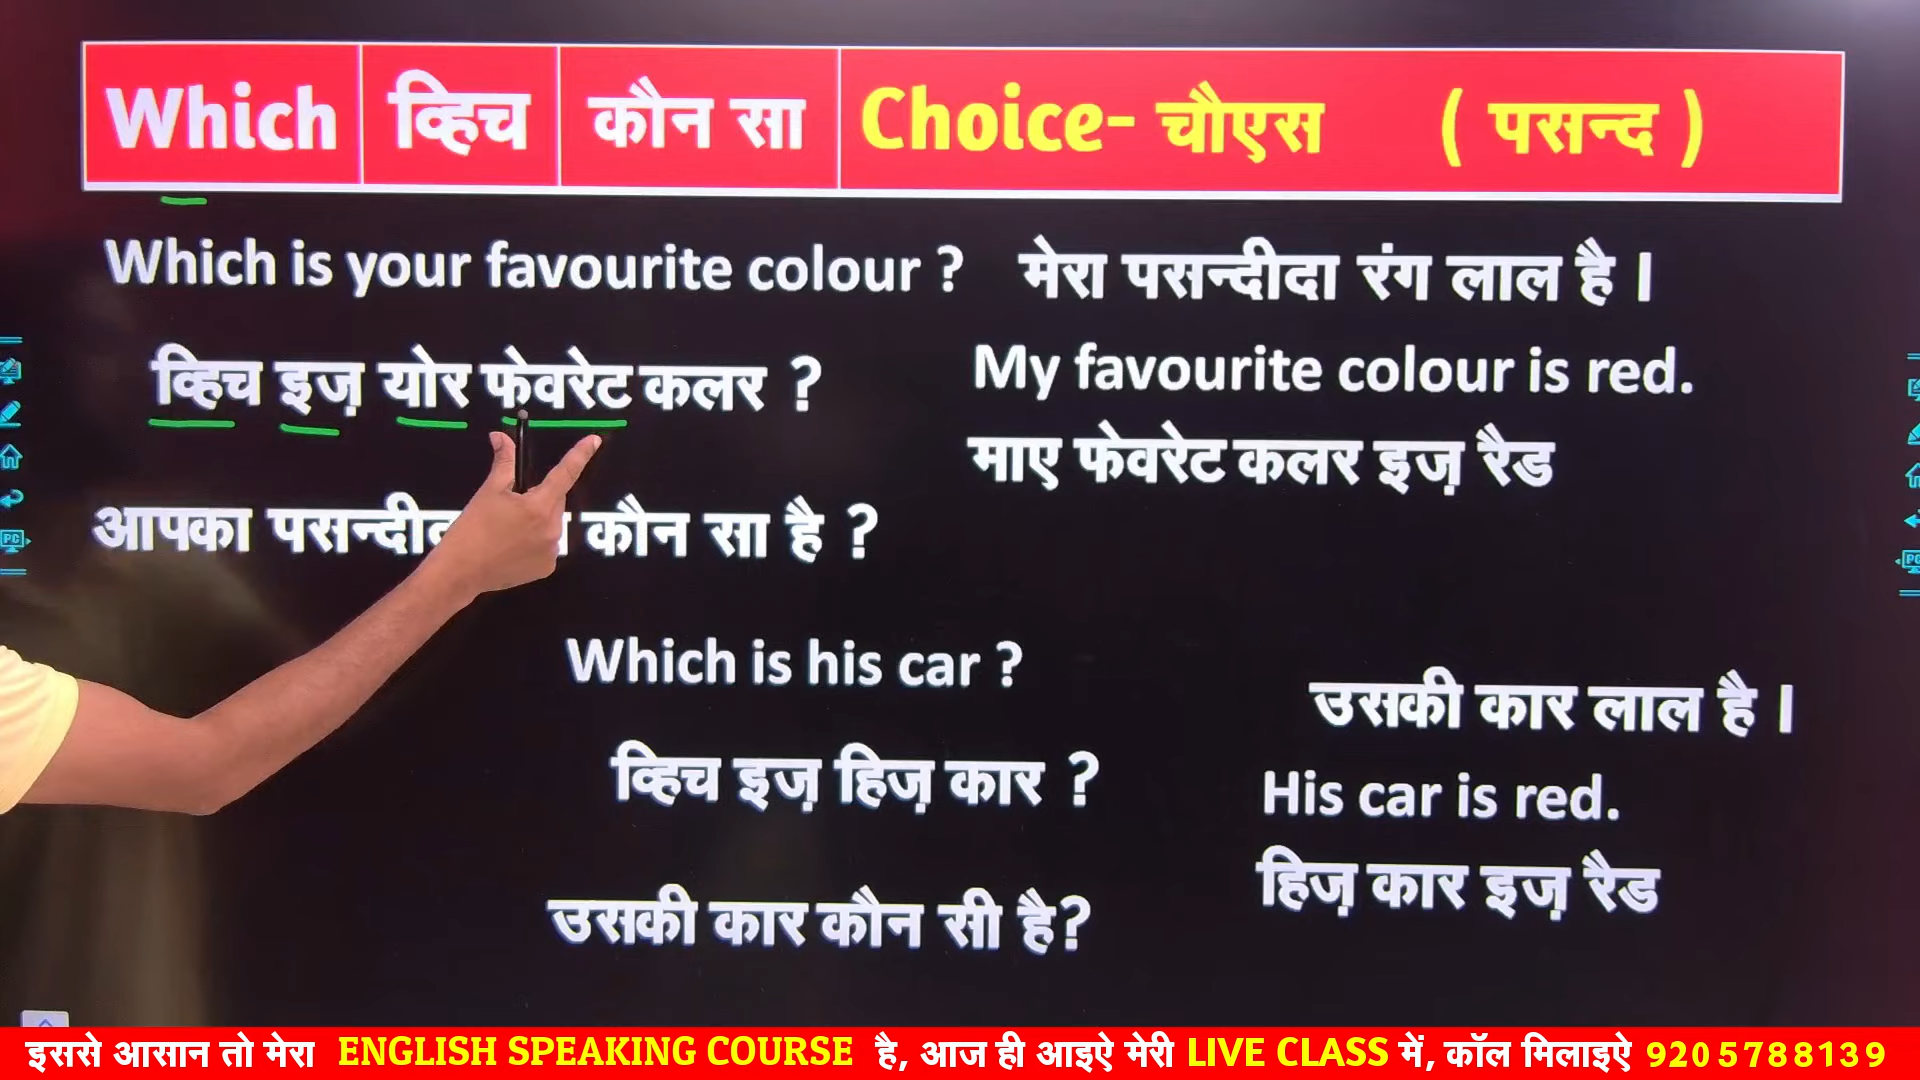 Which व्हिच कौन सा Choice- चौएस ( पसन्द )
Which is your favourite colour ?
व्हिच इज़ योर फेवरेट कलर ?
आपका कौन सा है ?
मेरा पसन्दीदा रंग लाल है ।
My favourite colour is red.
माए फेवरेट कलर इज़ रैड
Which is his car ?
व्हिच इज़ हिज़ कार ?
उसकी कार कौन सी है?
उसकी कार लाल है ।
His car is red.
हिज़ कार इज़ रैड
इससे आसान तो मेरा ENGLISH SPEAKING COURSE है, आज ही आइऐ मेरी LIVE CLASS में, कॉल मिलाइऐ 9205788139
PC
PC